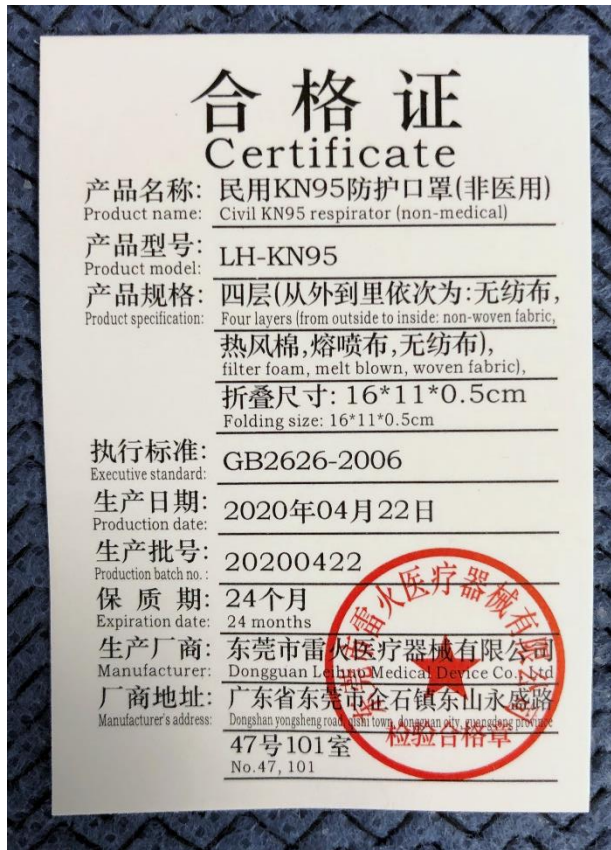 合格证
Certificate
产品名称: 民用KN95防护口罩(非医用)
Product name: Civil KN95 respirator (non-medical)
产品型号: LH-KN95
Product model:
产品规格: 四层(从外到里依次为:无纺布,
Product specification: Four layers (from outside to inside: non-woven fabric,
热风棉,熔喷布,无纺布),
filter foam, melt blown, woven fabric),
折叠尺寸: 16*11*0.5cm
Folding size: 16*11*0.5cm
执行标准: GB2626-2006
Executive standard:
生产日期: 2020年04月22日
Production date:
生产批号: 20200422
Production batch no. :
保 质 期: 24个月
Expiration date: 24 months
生产厂商: 东莞市雷火医疗器械有限公司
Manufacturer: Dongguan Leihuo Medical Device Co., Ltd
厂商地址: 广东省东莞市企石镇东山永盛路
Manufacturer's address: Dongshan yongsheng road, qishi town, dongguan city, guangdong province
47号101室
No.47, 101
东莞市雷火医疗器械有限公司
检验合格章